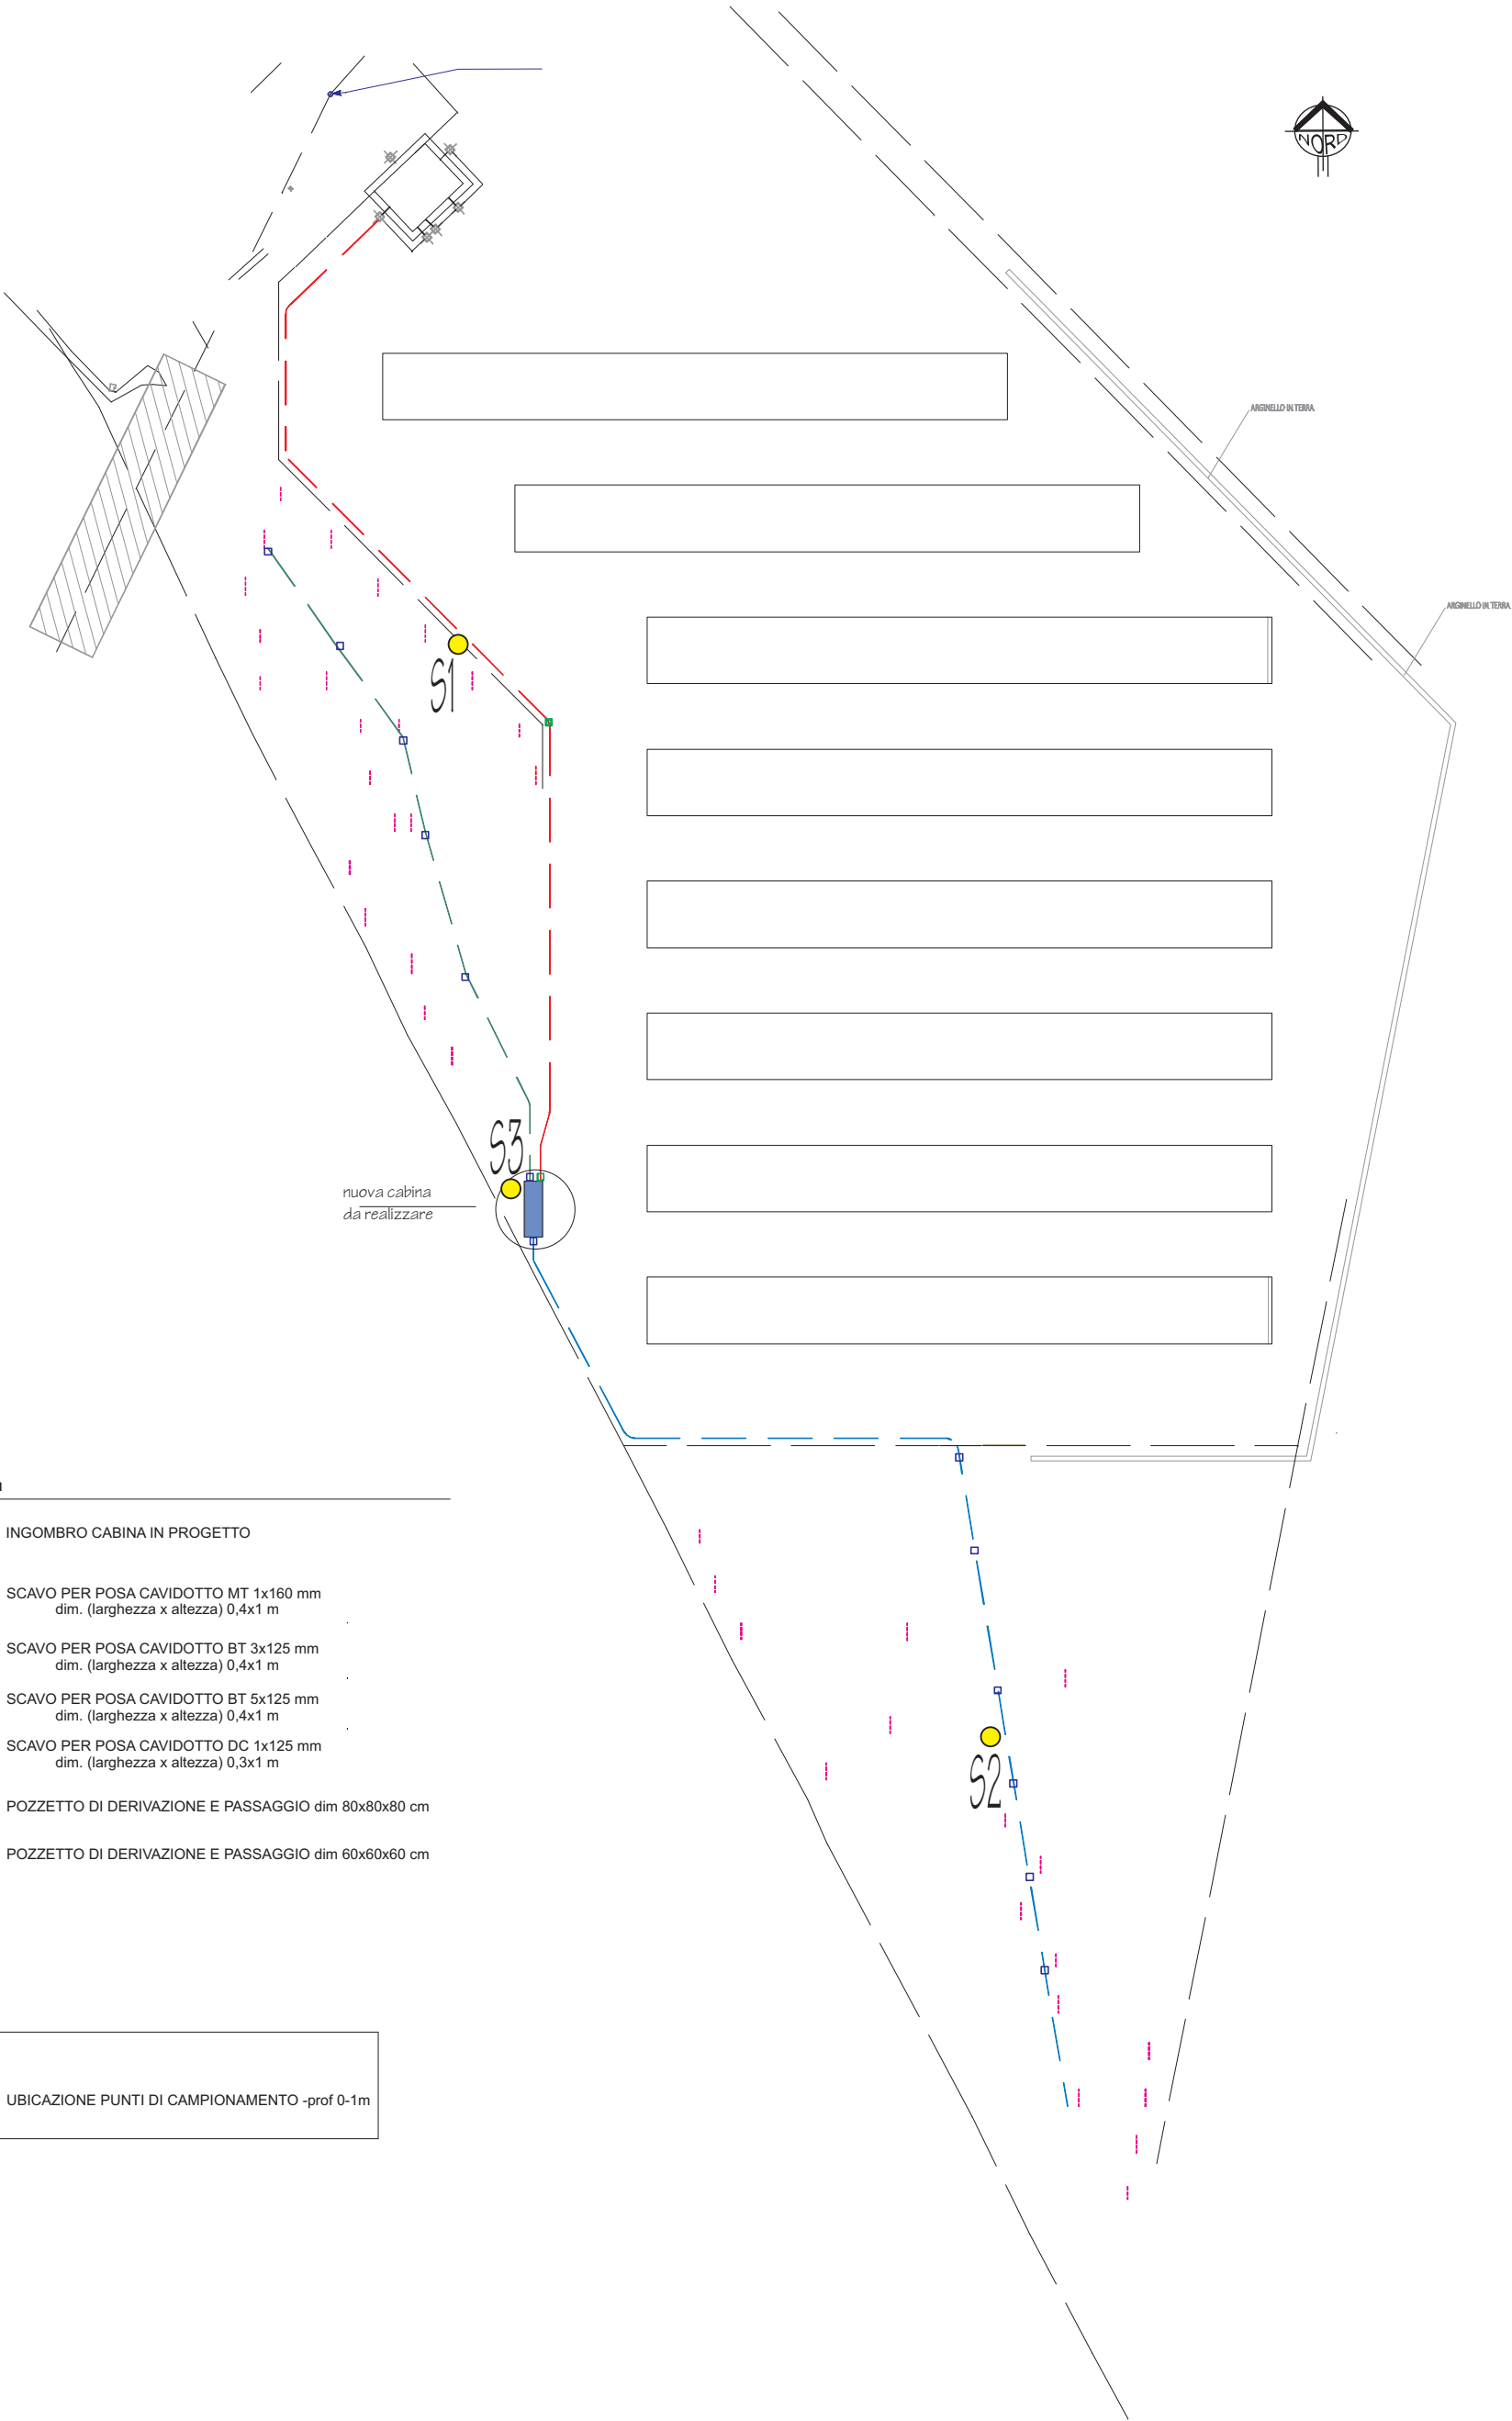 NORD
ARGINELLO IN TERRA
ARGINELLO IN TERRA
S1
S3
nuova cabina
da realizzare
INGOMBRO CABINA IN PROGETTO
SCAVO PER POSA CAVIDOTTO MT 1x160 mm
dim. (larghezza x altezza) 0,4x1 m
SCAVO PER POSA CAVIDOTTO BT 3x125 mm
dim. (larghezza x altezza) 0,4x1 m
SCAVO PER POSA CAVIDOTTO BT 5x125 mm
dim. (larghezza x altezza) 0,4x1 m
SCAVO PER POSA CAVIDOTTO DC 1x125 mm
dim. (larghezza x altezza) 0,3x1 m
S2
POZZETTO DI DERIVAZIONE E PASSAGGIO dim 80x80x80 cm
POZZETTO DI DERIVAZIONE E PASSAGGIO dim 60x60x60 cm
UBICAZIONE PUNTI DI CAMPIONAMENTO -prof 0-1m